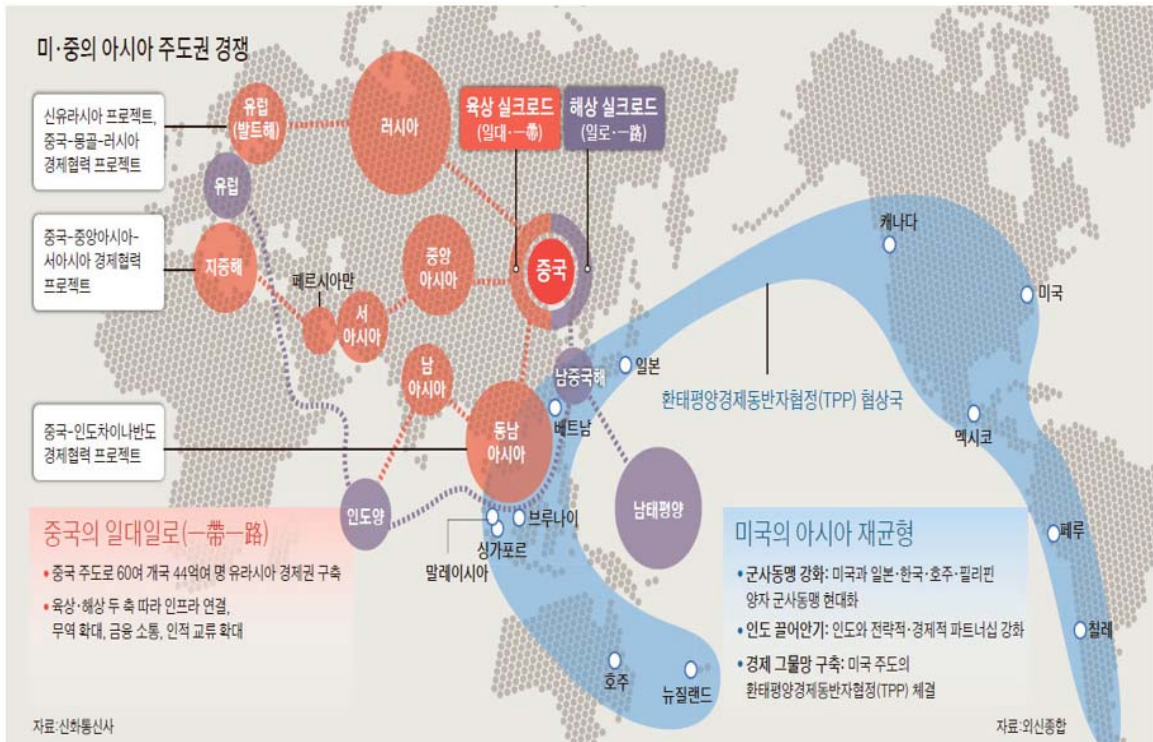 미·중의 아시아 주도권 경쟁
신유라시아 프로젝트,
중국-몽골-러시아
경제협력 프로젝트
중국-중앙아시아-
서아시아 경제협력
프로젝트
중국-인도차이나반도
경제협력 프로젝트
유럽
(발트해)
러시아
육상 실크로드
(일대·一帶)
해상 실크로드
(일로·一路)
유럽
지중해
페르시아만
서
아시아
중앙
아시아
중국
남
아시아
남중국해
동남
아시아
인도양
남태평양
캐나다
미국
일본
환태평양경제동반자협정(TPP) 협상국
멕시코
베트남
브루나이
싱가포르
말레이시아
페루
칠레
호주
뉴질랜드
중국의 일대일로(一帶一路)
• 중국 주도로 60여 개국 44억여 명 유라시아 경제권 구축
• 육상·해상 두 축 따라 인프라 연결,
무역 확대, 금융 소통, 인적 교류 확대
자료:신화통신사
미국의 아시아 재균형
• 군사동맹 강화: 미국과 일본·한국·호주·필리핀
양자 군사동맹 현대화
• 인도 끌어안기: 인도와 전략적·경제적 파트너십 강화
• 경제 그물망 구축: 미국 주도의
환태평양경제동반자협정(TPP) 체결
자료:외신종합